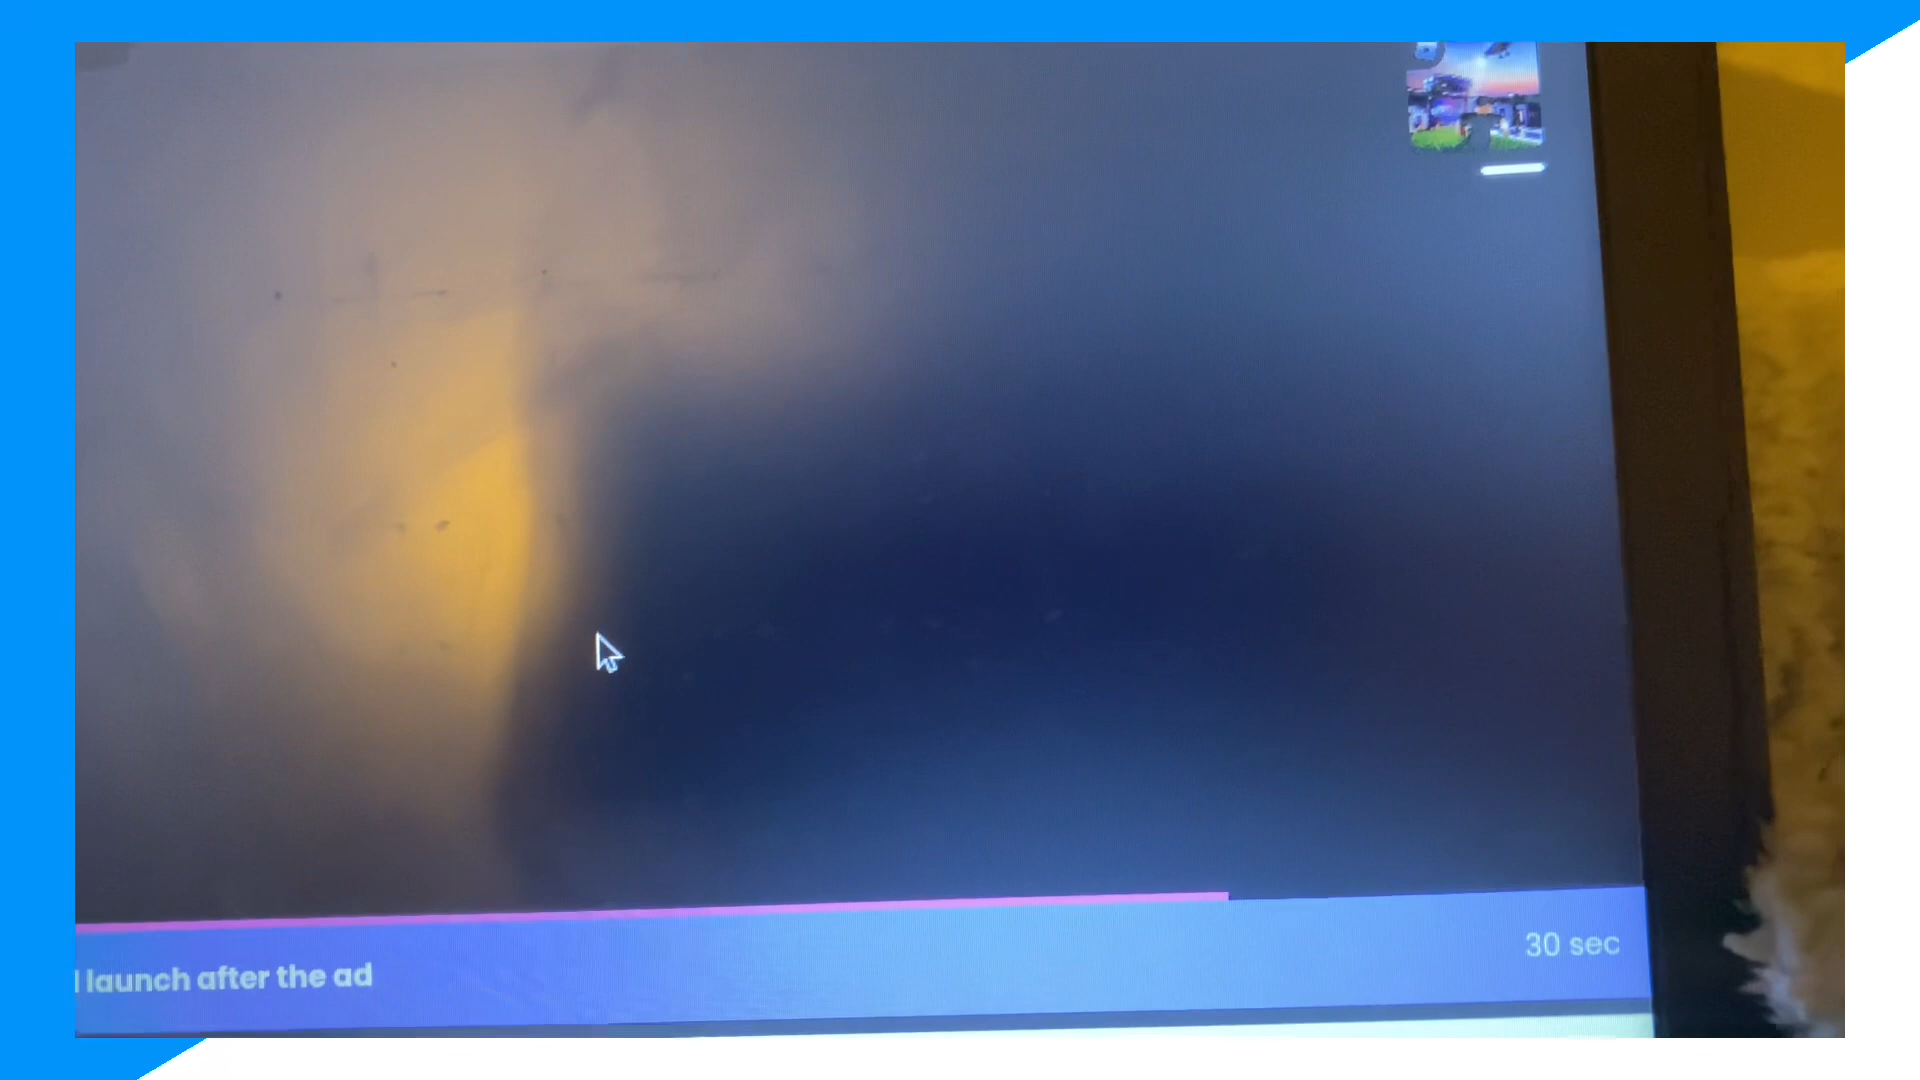 30 sec
launch after the ad